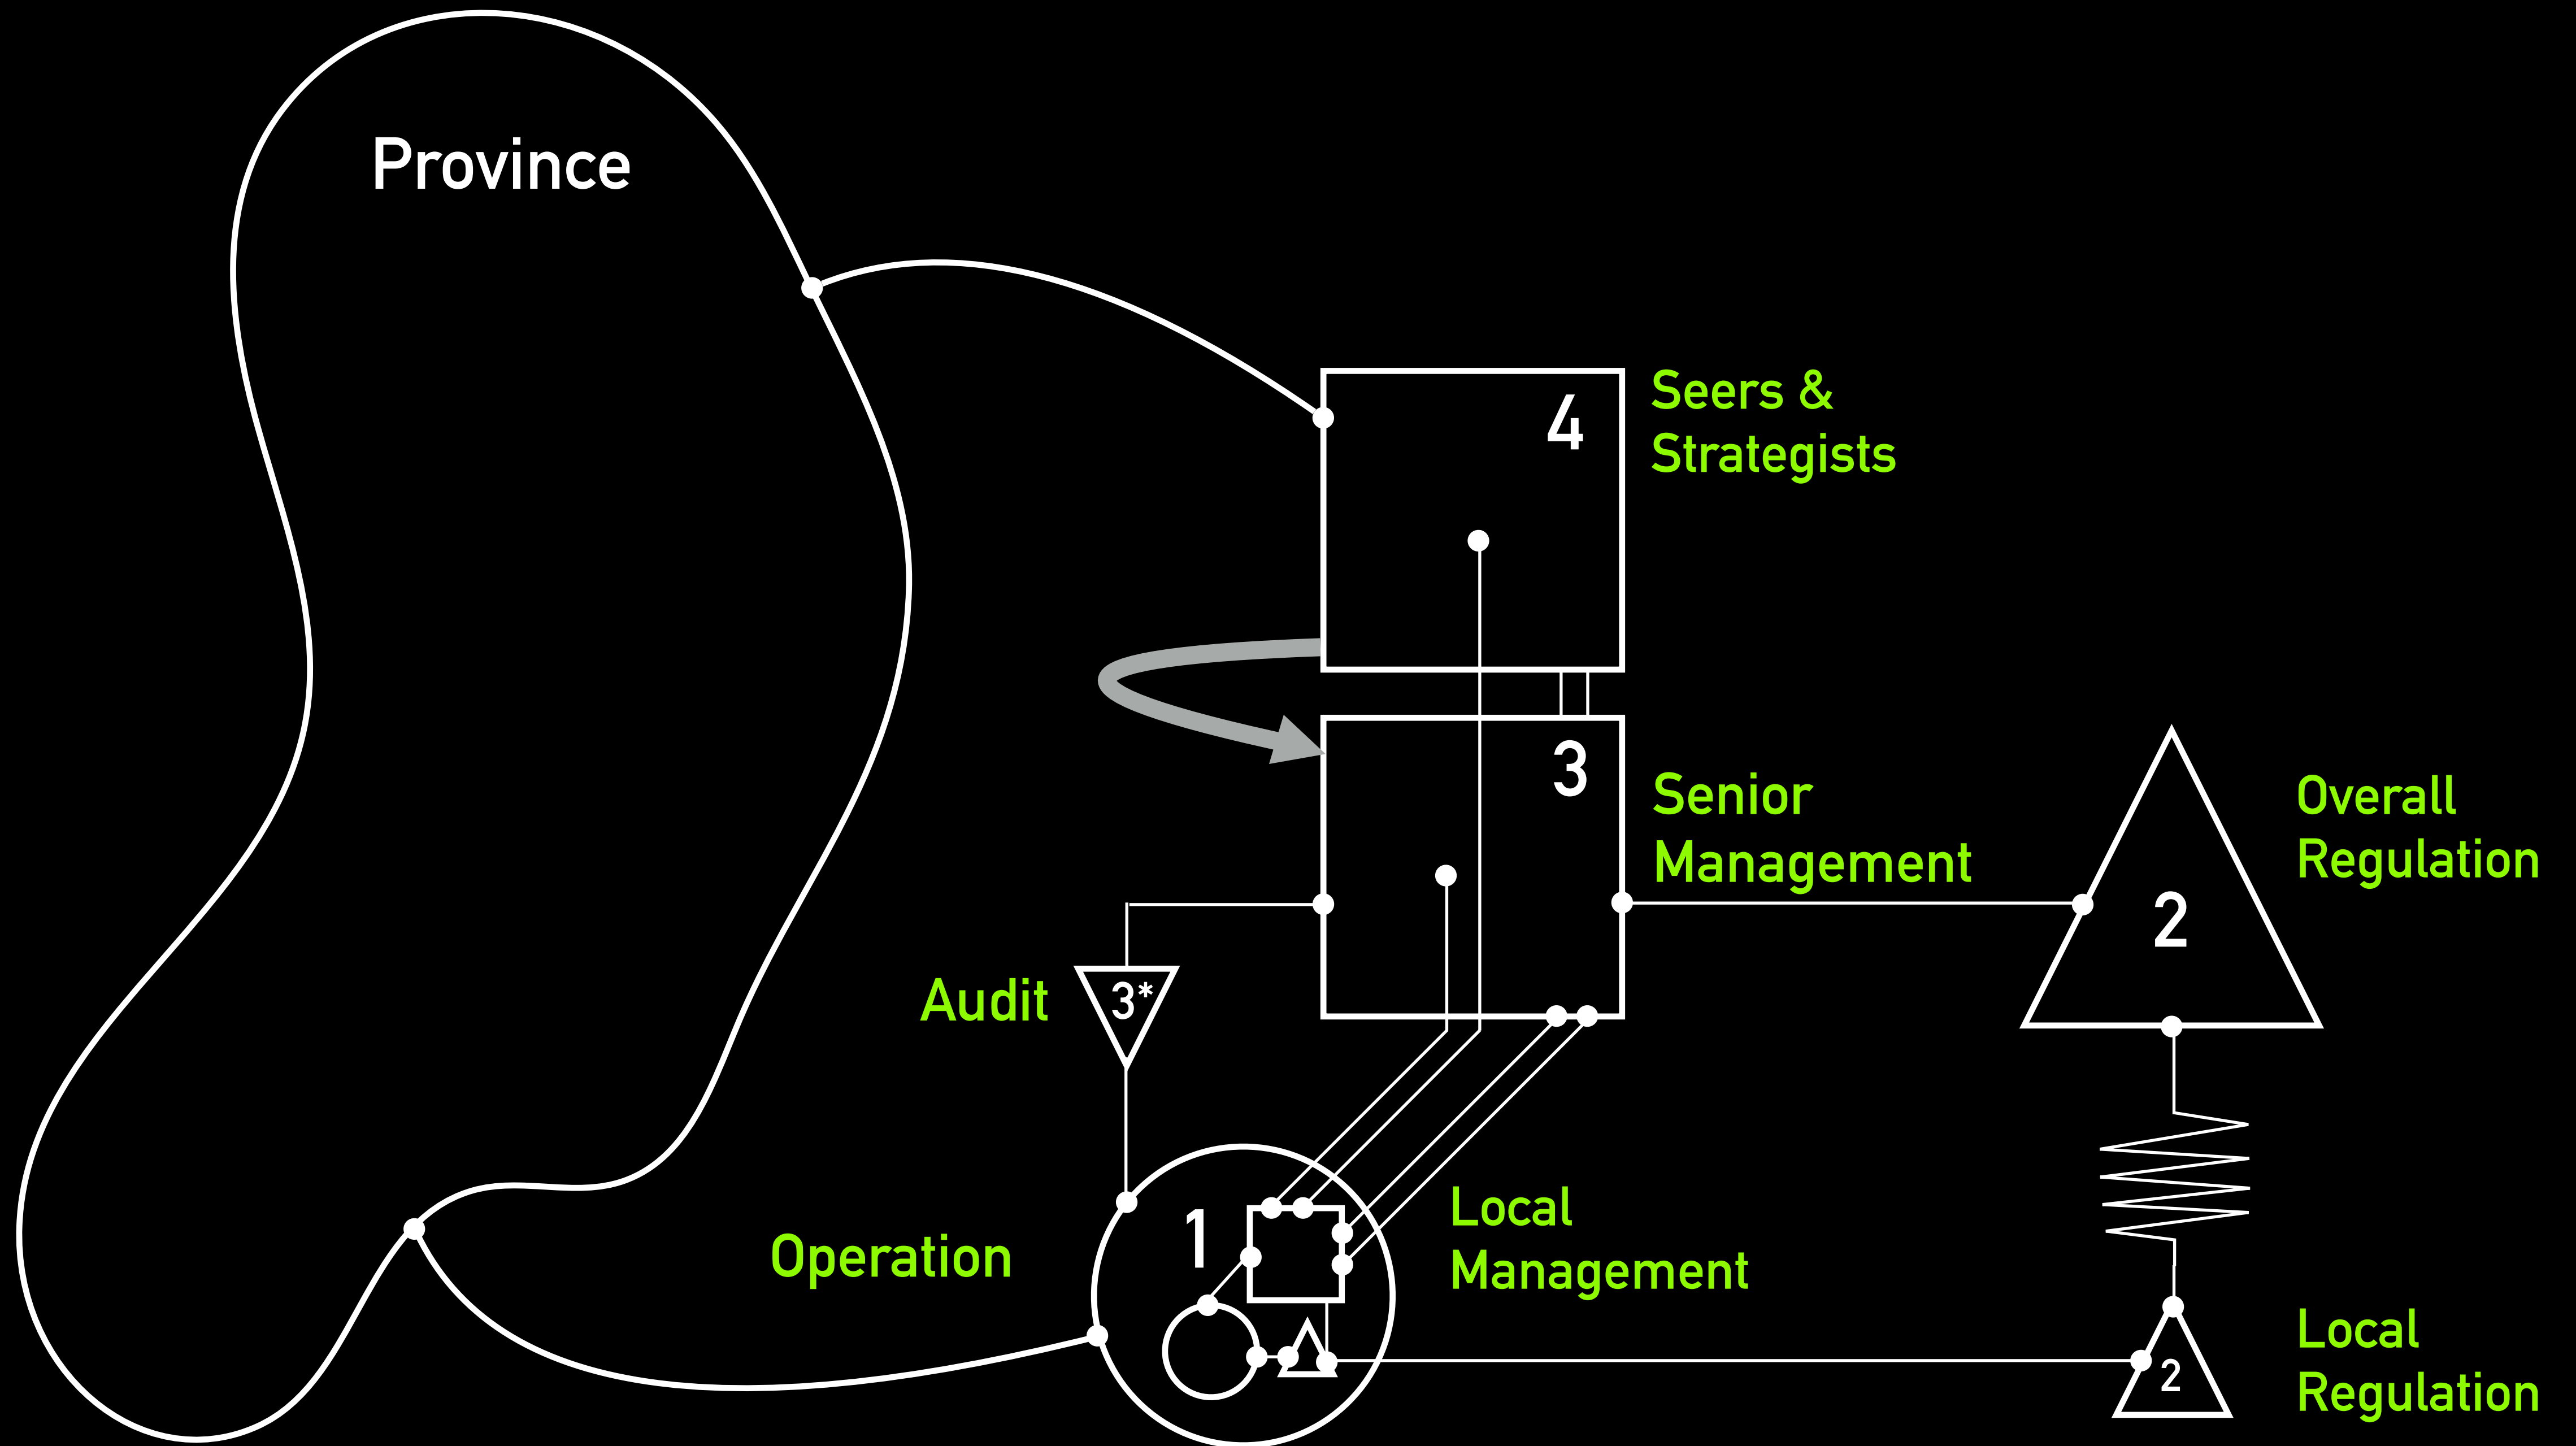 Province
4
Seers &
Strategists
3
Senior
Management
Overall
Regulation
2
Audit
3*
1
Operation
Local
Management
Local
Regulation
2